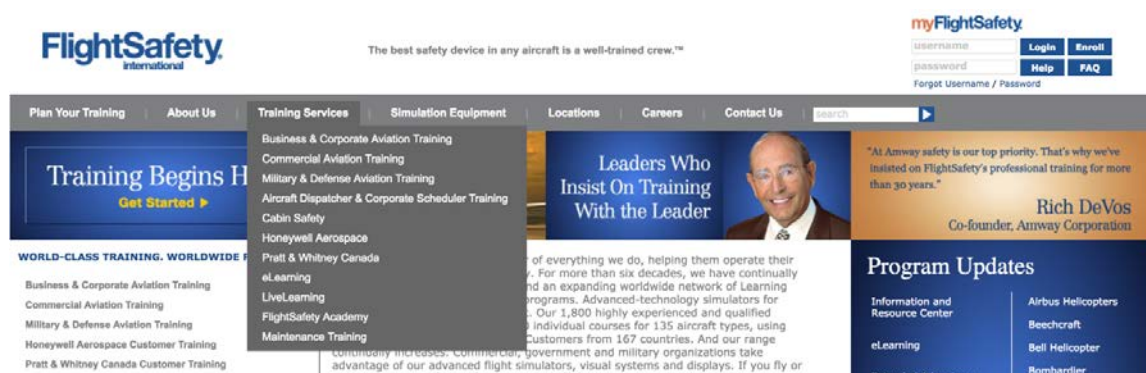 FlightSafety
international
The best safety device in any aircraft is a well-trained crew.™
myFlightSafety
username
Login
Enroll
password
Help
FAQ
Forgot Username / Password
Plan Your Training
About Us
Training Services
Simulation Equipment
Locations
Careers
Contact Us
search
Training Begins H
Get Started
Business & Corporate Aviation Training
Commercial Aviation Training
Military & Defense Aviation Training
Aircraft Dispatcher & Corporate Scheduler Training
Cabin Safety
Honeywell Aerospace
Pratt & Whitney Canada
eLearning
LiveLearning
FlightSafety Academy
Maintenance Training
Leaders Who
Insist On Training
With the Leader
"At Amway safety is our top priority. That's why we've
insisted on FlightSafety's professional training for more
than 30 years."
Rich DeVos
Co-founder, Amway Corporation
WORLD-CLASS TRAINING. WORLDWIDE
Business & Corporate Aviation Training
Commercial Aviation Training
Military & Defense Aviation Training
Honeywell Aerospace Customer Training
Pratt & Whitney Canada Customer Training
of everything we do, helping them operate their
y. For more than six decades, we have continually
nd an expanding worldwide network of Learning
programs. Advanced-technology simulators for
. Our 1,800 highly experienced and qualified
individual courses for 135 aircraft types, using
Customers from 167 countries. And our range
continually increases. Commercial, government and military organizations take
advantage of our advanced flight simulators, visual systems and displays. If you fly or
Program Updates
Information and
Resource Center
eLearning
Airbus Helicopters
Beechcraft
Bell Helicopter
Bombardier